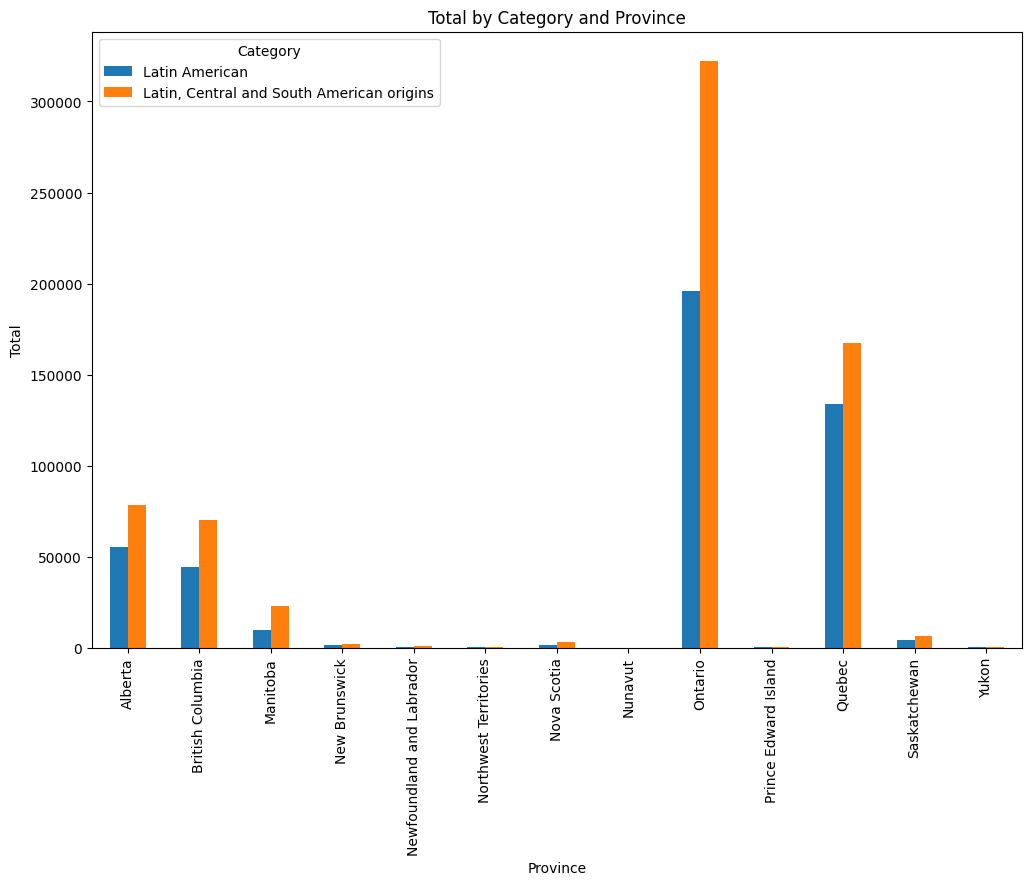 Total by Category and Province
Category
Latin American
Latin, Central and South American origins
Total
300000
250000
200000
150000
100000
50000
0
Alberta
British Columbia
Manitoba
New Brunswick
Newfoundland and Labrador
Northwest Territories
Nova Scotia
Nunavut
Ontario
Prince Edward Island
Quebec
Saskatchewan
Yukon
Province